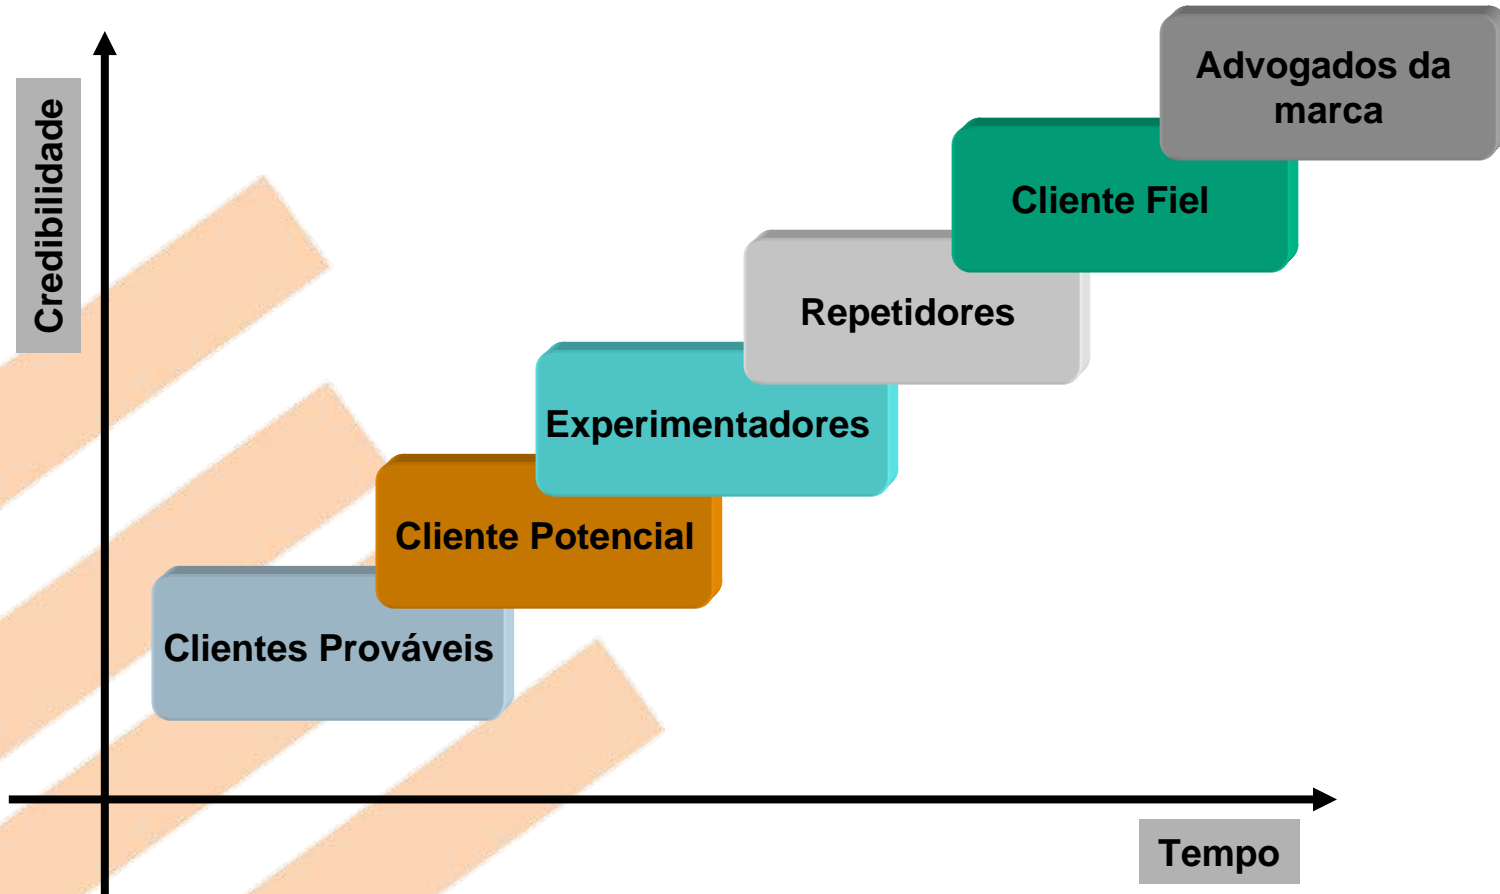 Advogados da
marca
Credibilidade
Cliente Fiel
Repetidores
Experimentadores
Cliente Potencial
Clientes Prováveis
Tempo